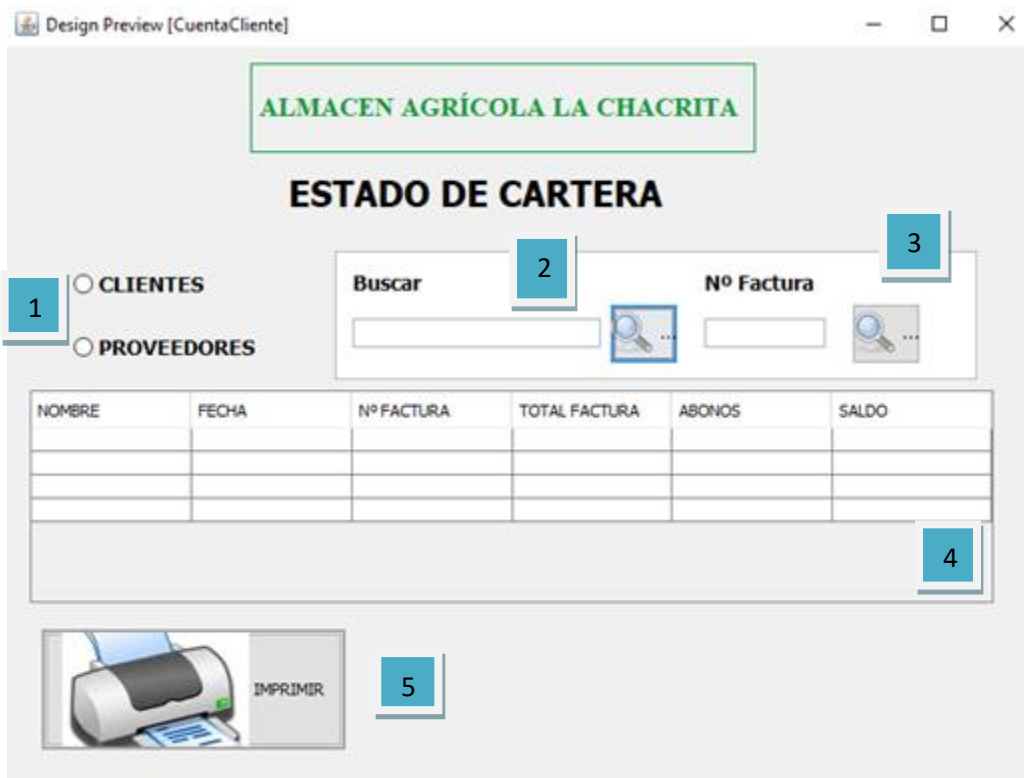 Design Preview [CuentaCliente]
ALMACEN AGRÍCOLA LA CHACRITA
ESTADO DE CARTERA
3
2
1
CLIENTES
Buscar
Nº Factura
...
...
PROVEEDORES
NOMBRE FECHA Nº FACTURA TOTAL FACTURA ABONOS SALDO
4
IMPRIMIR
5